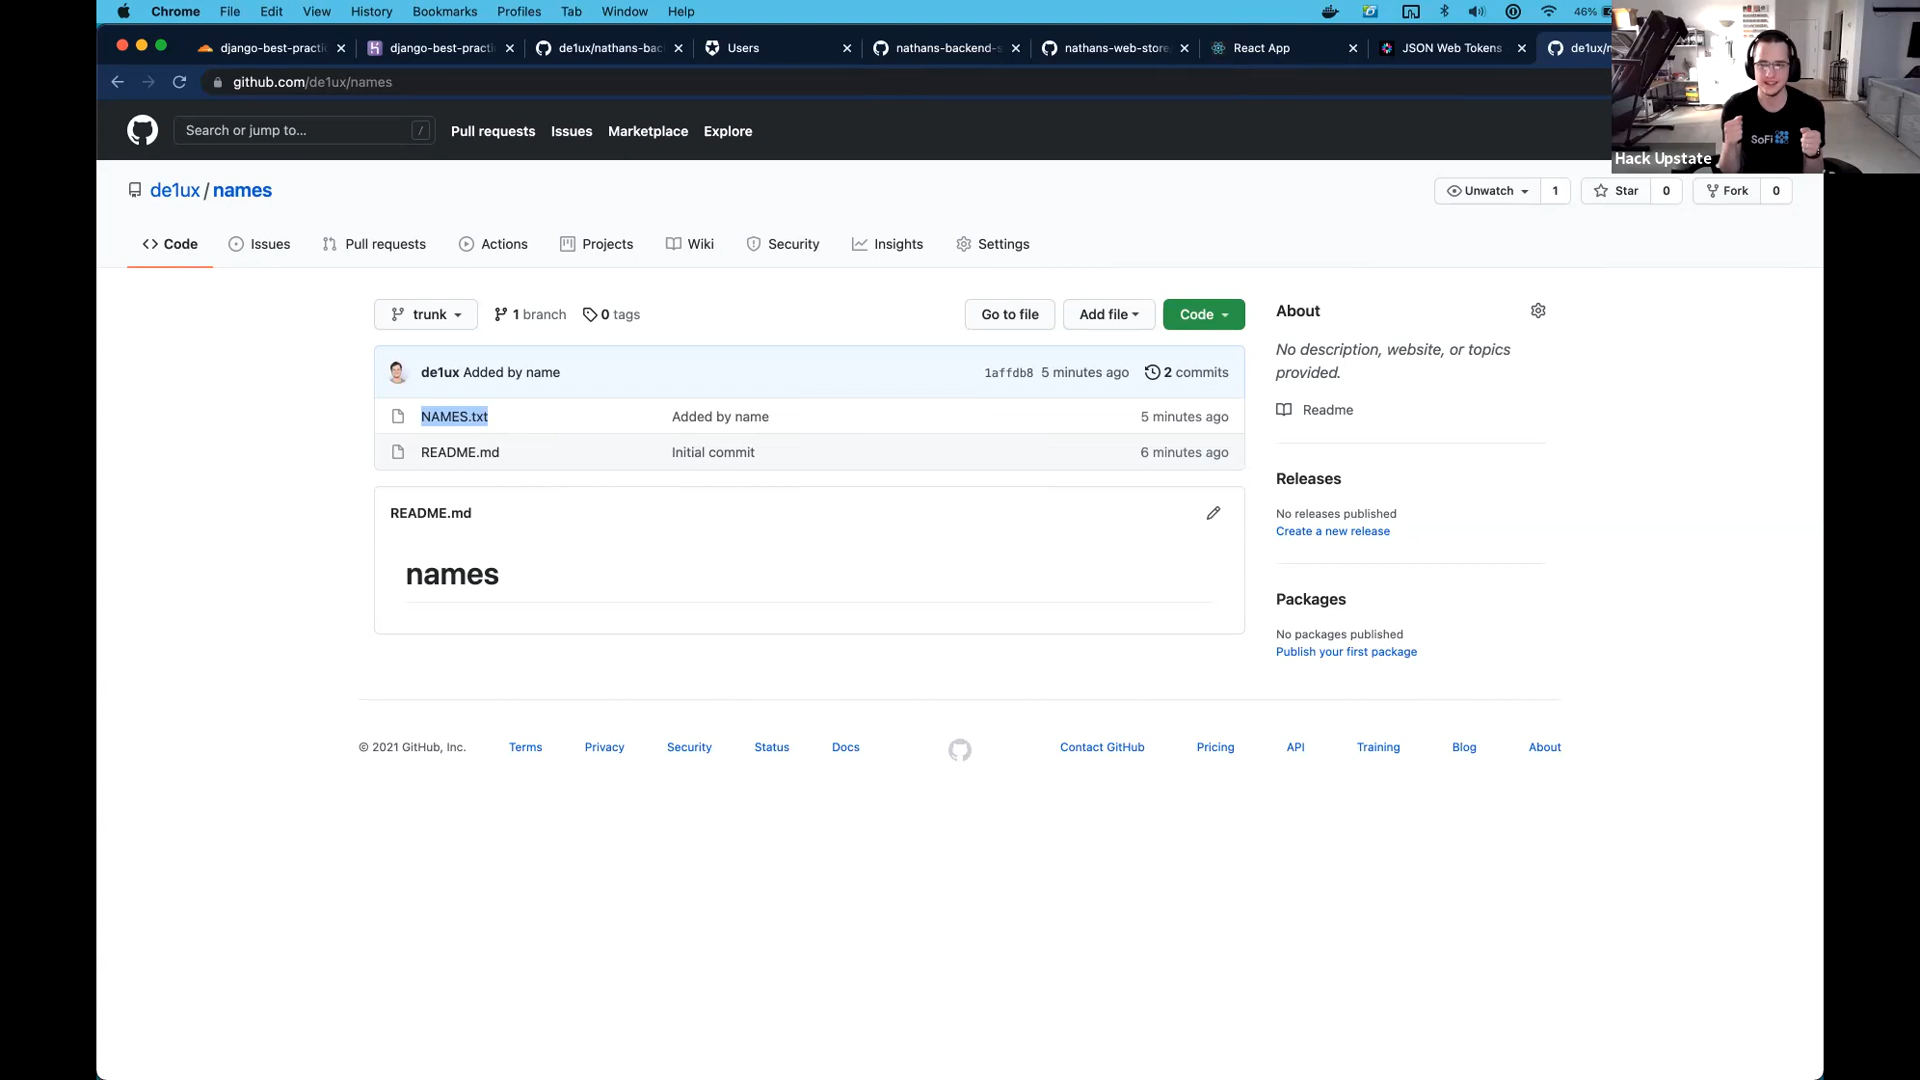 Chrome File Edit View History Bookmarks Profiles Tab Window Help 46%
django-best-practi django-best-practi de1ux/nathans-bac Users nathans-backend-s nathans-web-store React App JSON Web Tokens de1ux/n
github.com/de1ux/names
Search or jump to... / Pull requests Issues Marketplace Explore
SoFi
Hack Upstate
de1ux / names
Unwatch 1 Star 0 Fork 0
Code Issues Pull requests Actions Projects Wiki Security Insights Settings
trunk 1 branch 0 tags Go to file Add file Code
de1ux Added by name 1affdb8 5 minutes ago 2 commits
NAMES.txt Added by name 5 minutes ago
README.md Initial commit 6 minutes ago
README.md
names
About
No description, website, or topics
provided.
Readme
Releases
No releases published
Create a new release
Packages
No packages published
Publish your first package
© 2021 GitHub, Inc. Terms Privacy Security Status Docs Contact GitHub Pricing API Training Blog About